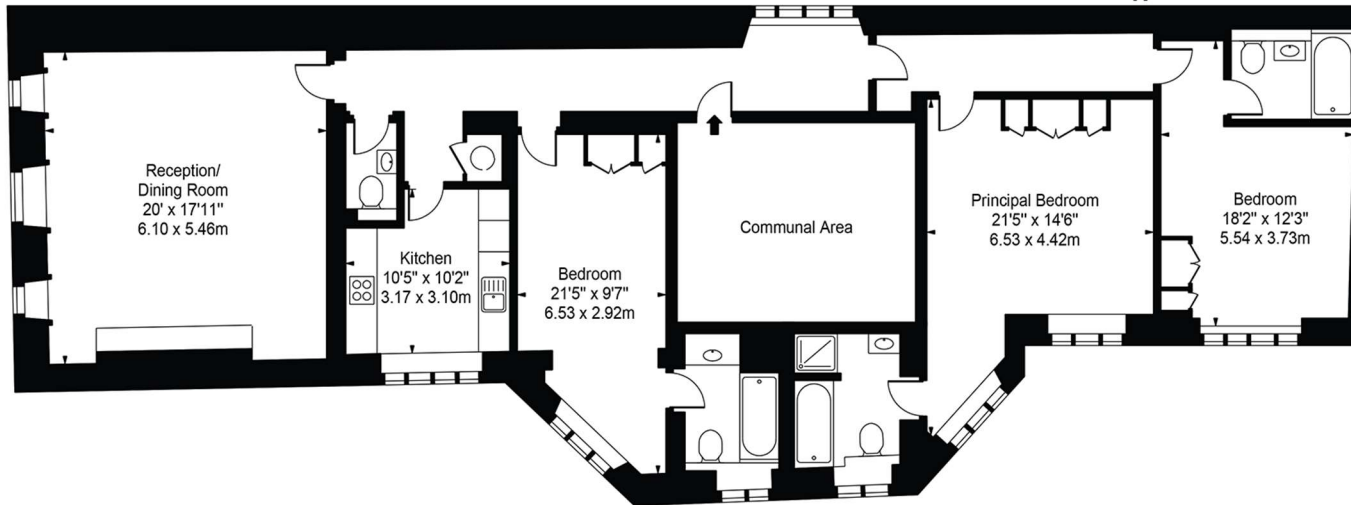 Reception/
Dining Room
20' x 17'11"
6.10 x 5.46m
Kitchen
10'5" x 10'2"
3.17 x 3.10m
Bedroom
21'5" x 9'7"
6.53 x 2.92m
Communal Area
Principal Bedroom
21'5" x 14'6"
6.53 x 4.42m
Bedroom
18'2" x 12'3"
5.54 x 3.73m